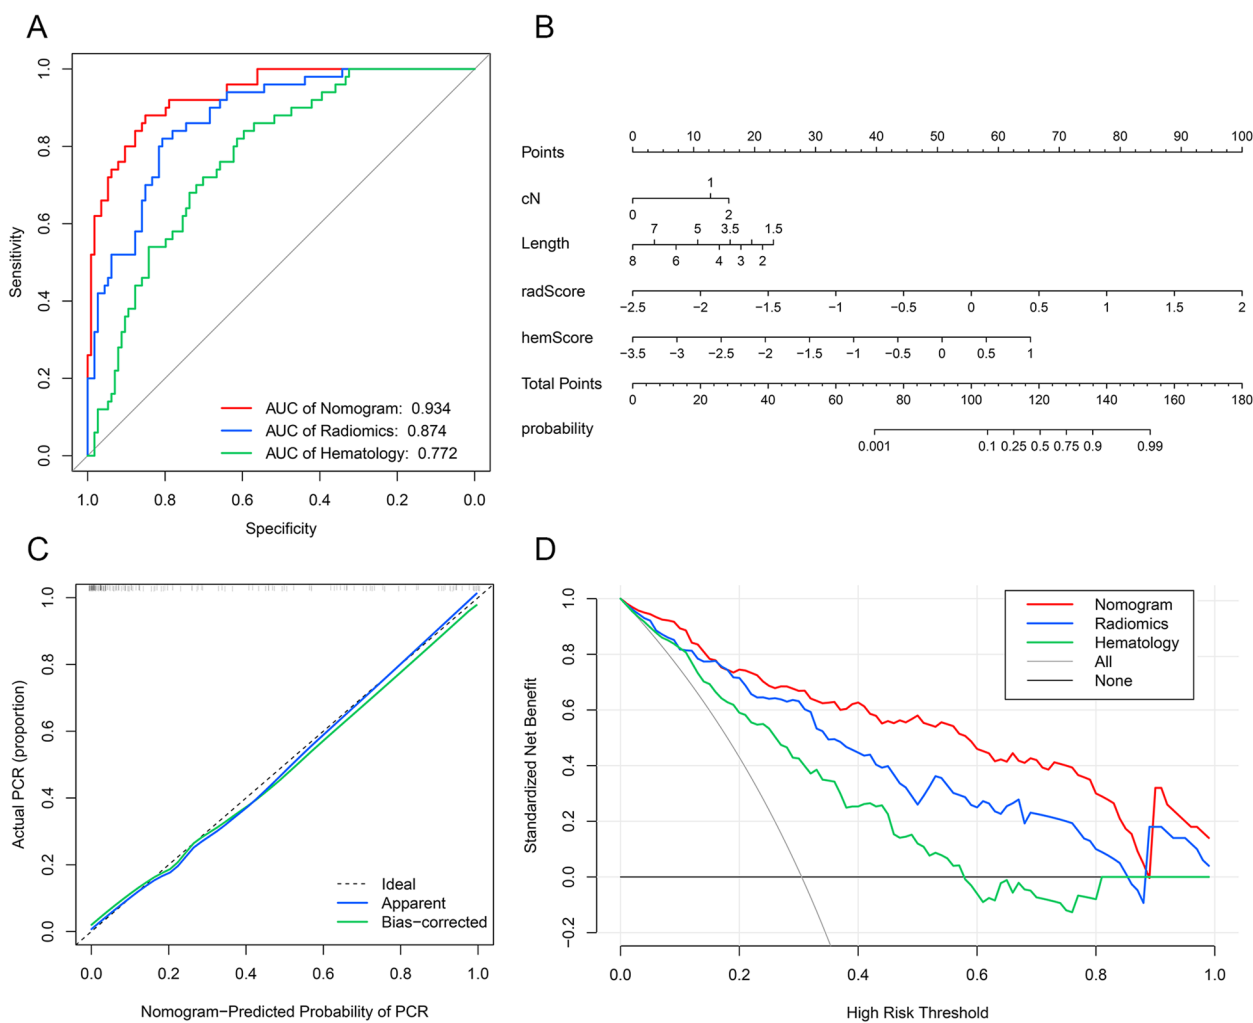 A
1.0
0.8
0.6
0.4
0.2
0.0
Sensitivity
AUC of Nomogram: 0.934
AUC of Radiomics: 0.874
AUC of Hematology: 0.772
1.0 0.8 0.6 0.4 0.2 0.0
Specificity
B
0 10 20 30 40 50 60 70 80 90 100
Points
1
cN
0 2
7 5 3.5 1.5
Length
8 6 4 3 2
radScore
−2.5 −2 −1.5 −1 −0.5 0 0.5 1 1.5 2
hemScore
−3.5 −3 −2.5 −2 −1.5 −1 −0.5 0 0.5 1
Total Points
0 20 40 60 80 100 120 140 160 180
probability
0.001 0.1 0.25 0.5 0.75 0.9 0.99
C
1.0
0.8
0.6
0.4
0.2
0.0
Actual PCR (proportion)
Ideal
Apparent
Bias−corrected
0.0 0.2 0.4 0.6 0.8 1.0
Nomogram−Predicted Probability of PCR
D
1.0
0.8
0.6
0.4
0.2
0.0
−0.2
Standardized Net Benefit
Nomogram
Radiomics
Hematology
All
None
0.0 0.2 0.4 0.6 0.8 1.0
High Risk Threshold